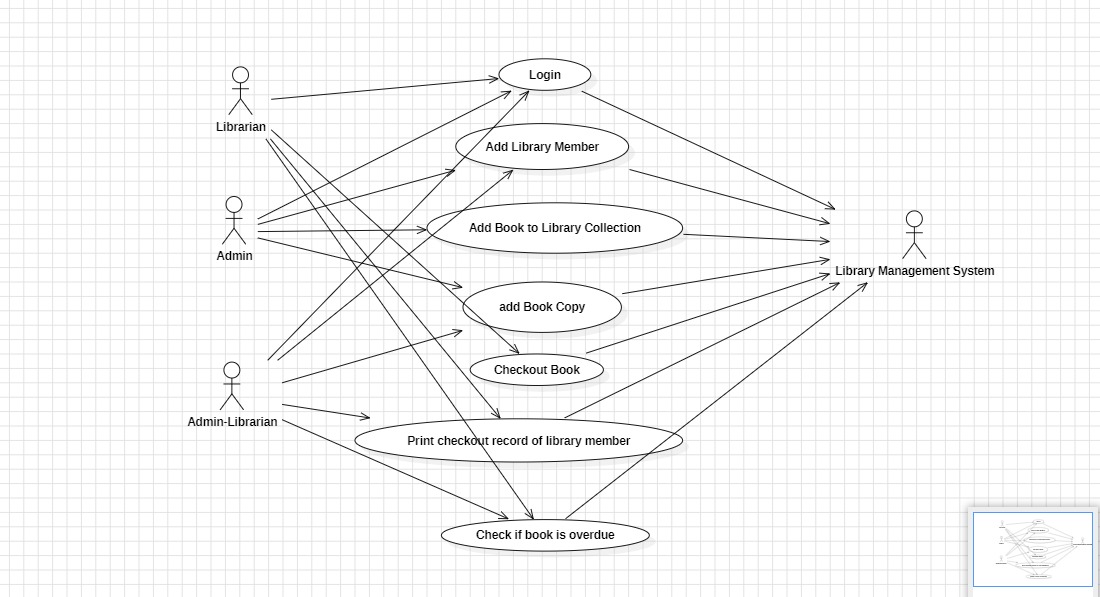 Login
Librarian
Add Library Member
Add Book to Library Collection
Admin
Library Management System
add Book Copy
Checkout Book
Admin-Librarian
Print checkout record of library member
Check if book is overdue